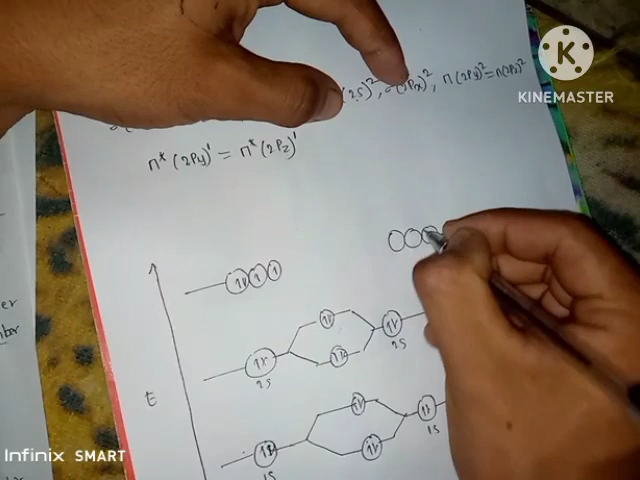 KINEMASTER
(2S)², σ(2Px)², π(2Py)² = π(2Pz)²
π* (2Py)¹ = π* (2Pz)¹
E
2S
2S
1S
1S
Infinix SMART